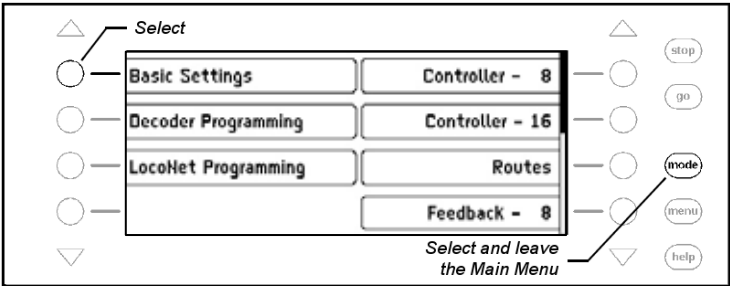 Select
stop
Basic Settings
Controller - 8
go
Decoder Programming
Controller - 16
LocoNet Programming
Routes
mode
Feedback - 8
menu
Select and leave
the Main Menu
help